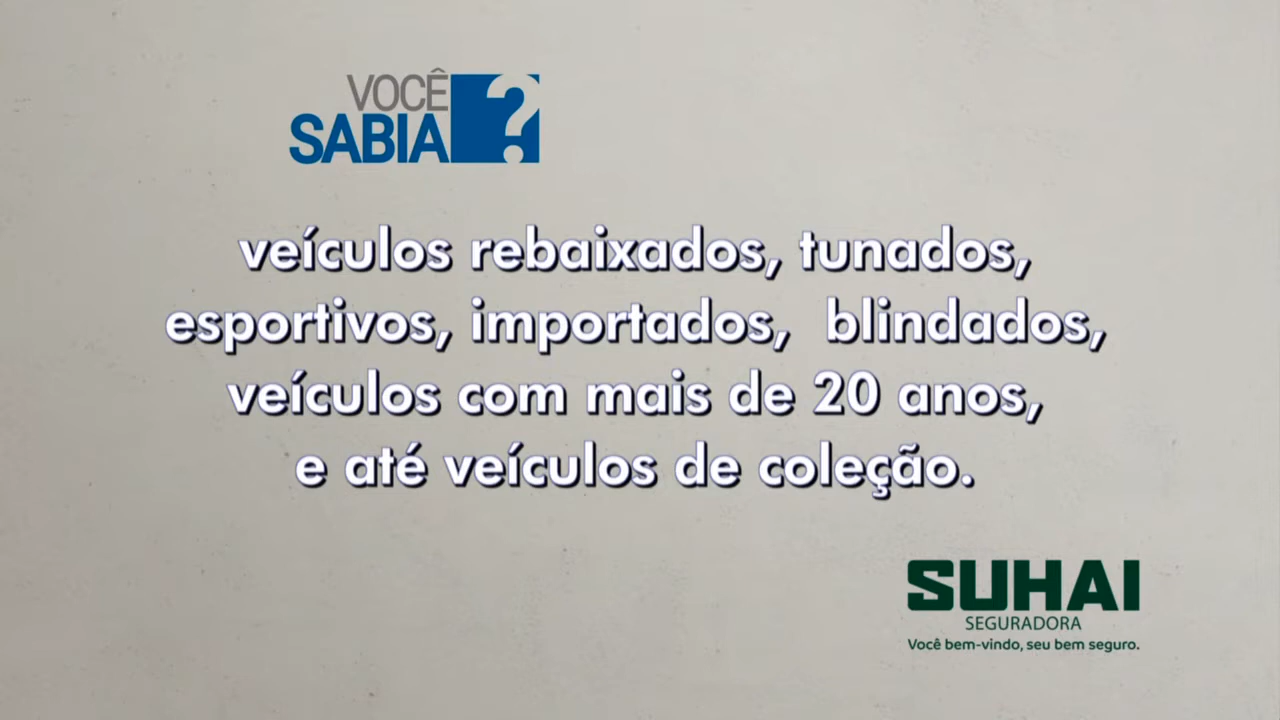 VOCÊ
SABIA?
veículos rebaixados, tunados,
esportivos, importados, blindados,
veículos com mais de 20 anos,
e até veículos de coleção.
SUHAI
SEGURADORA
Você bem-vindo, seu bem seguro.